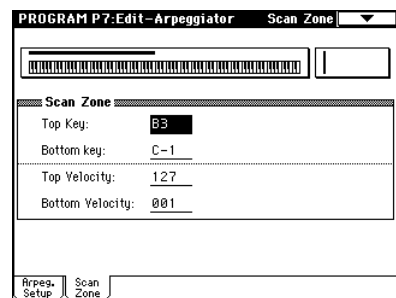 PROGRAM P7:Edit-Arpeggiator Scan Zone
Scan Zone
Top Key: B3
Bottom key: C-1
Top Velocity: 127
Bottom Velocity: 001
Arpeg. Setup
Scan Zone